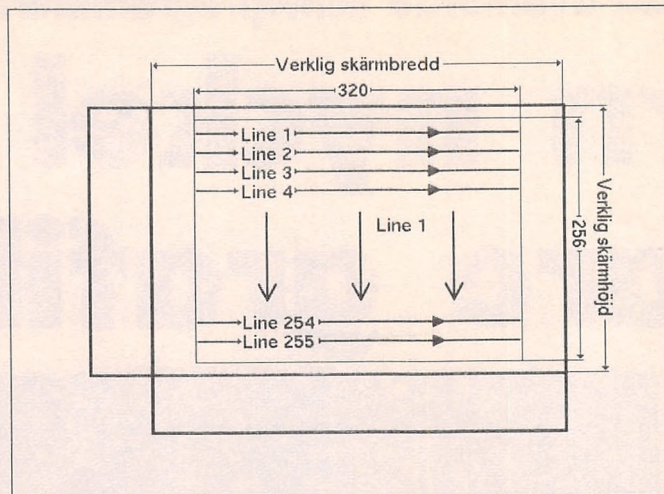 Verklig skärmbredd
320
Line 1
Line 2
Line 3
Line 4
Line 1
256
Verklig skärmhöjd
Line 254
Line 255